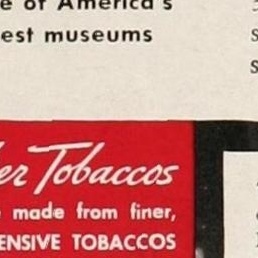 of America's
est museums
er Tobaccos
made from finer,
ENSIVE TOBACCOS